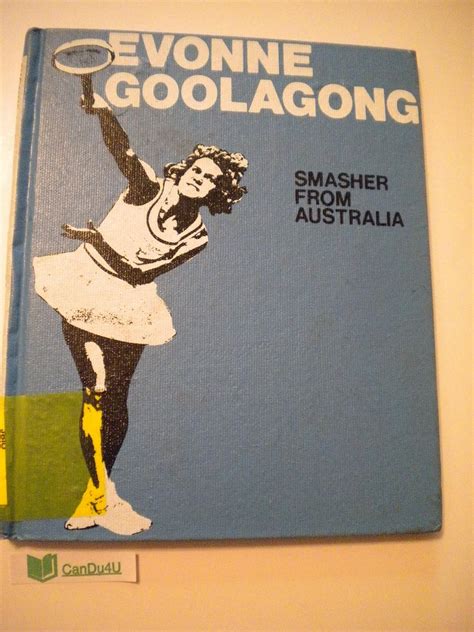 EVONNE
GOOLAGONG
SMASHER
FROM
AUSTRALIA
CanDu4U